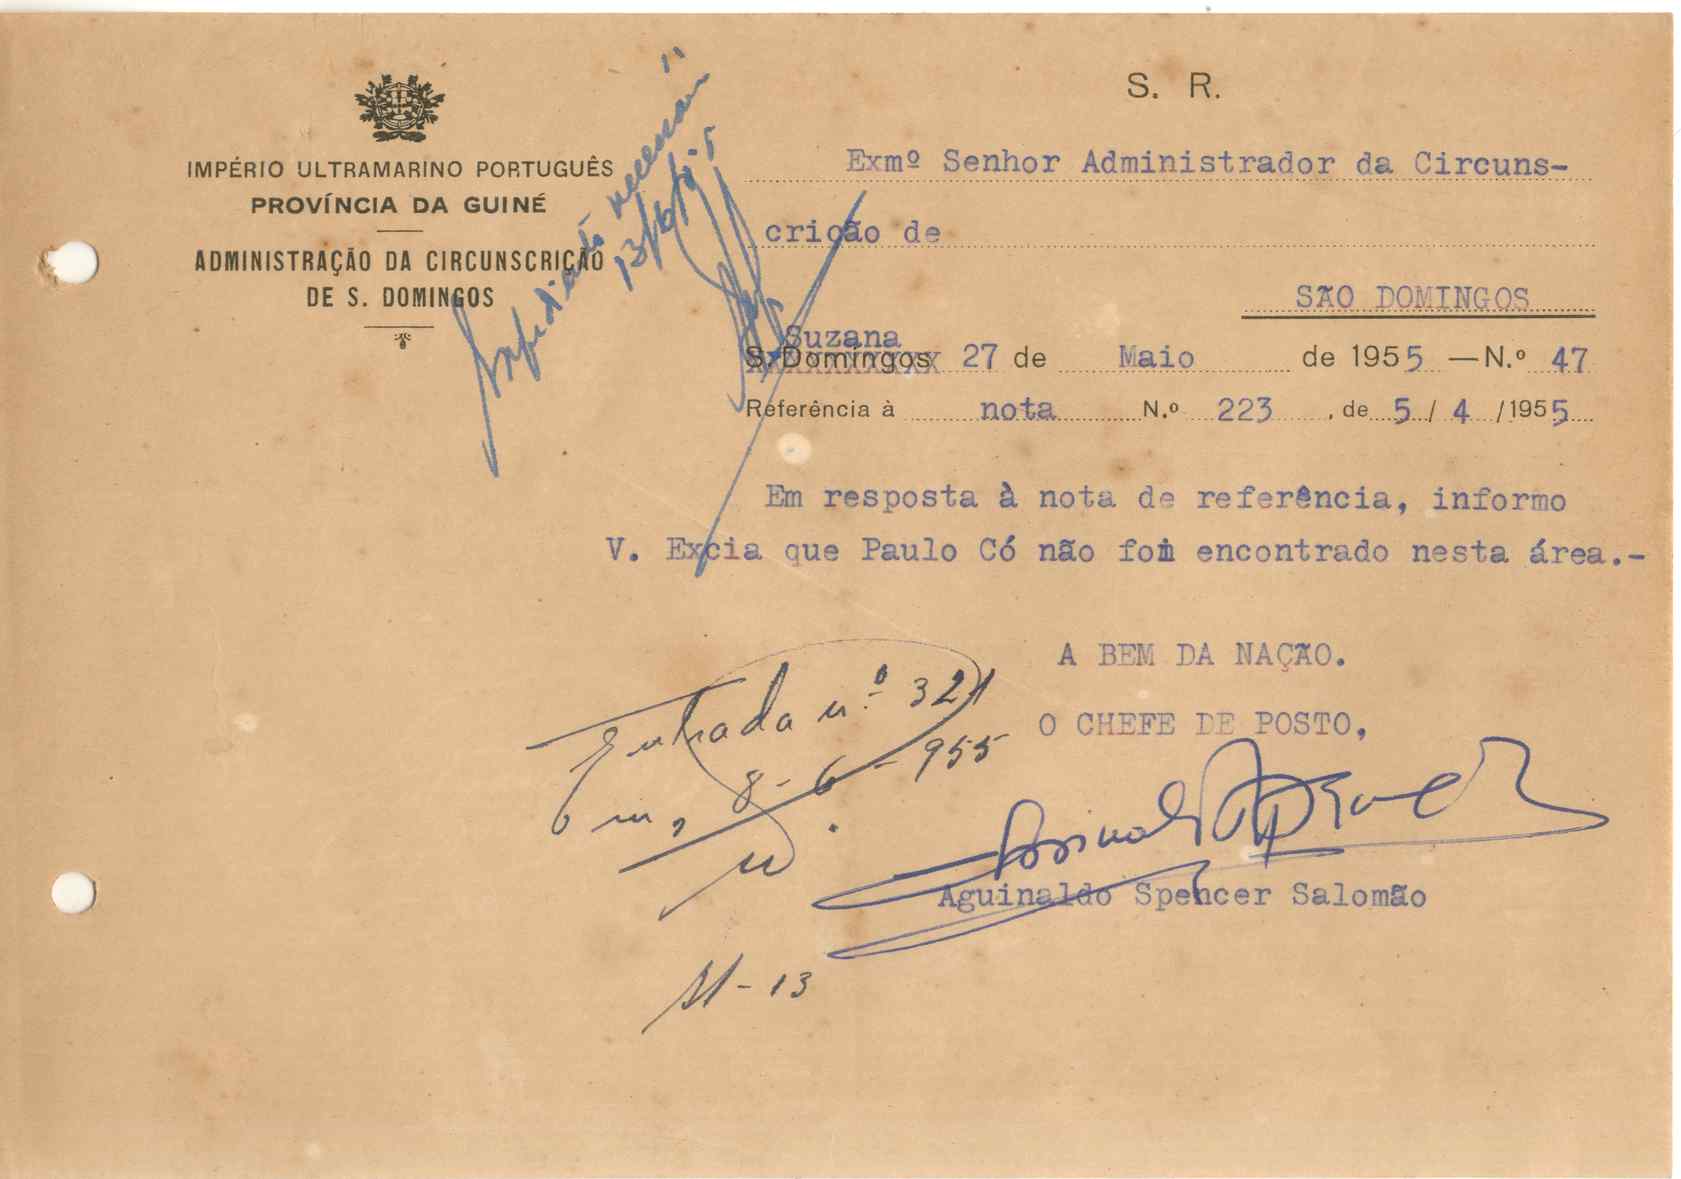 S. R.
IMPÉRIO ULTRAMARINO PORTUGUÊS
PROVÍNCIA DA GUINÉ
ADMINISTRAÇÃO DA CIRCUNSCRIÇÃO
DE S. DOMINGOS
13/6/
Exmº Senhor Administrador da Circuns-
crição de
SÃO DOMINGOS
Suzana
S. Domingos 27 de Maio de 1955 — N.º 47
Referência à nota N.º 223, de 5/ 4 /1955
Em resposta à nota de referência, informo
V. Excia que Paulo Có não foi encontrado nesta área.-
A BEM DA NAÇÃO.
O CHEFE DE POSTO,
Aguinaldo Spencer Salomão
Entrada n.º 321
Em, 8-6-955